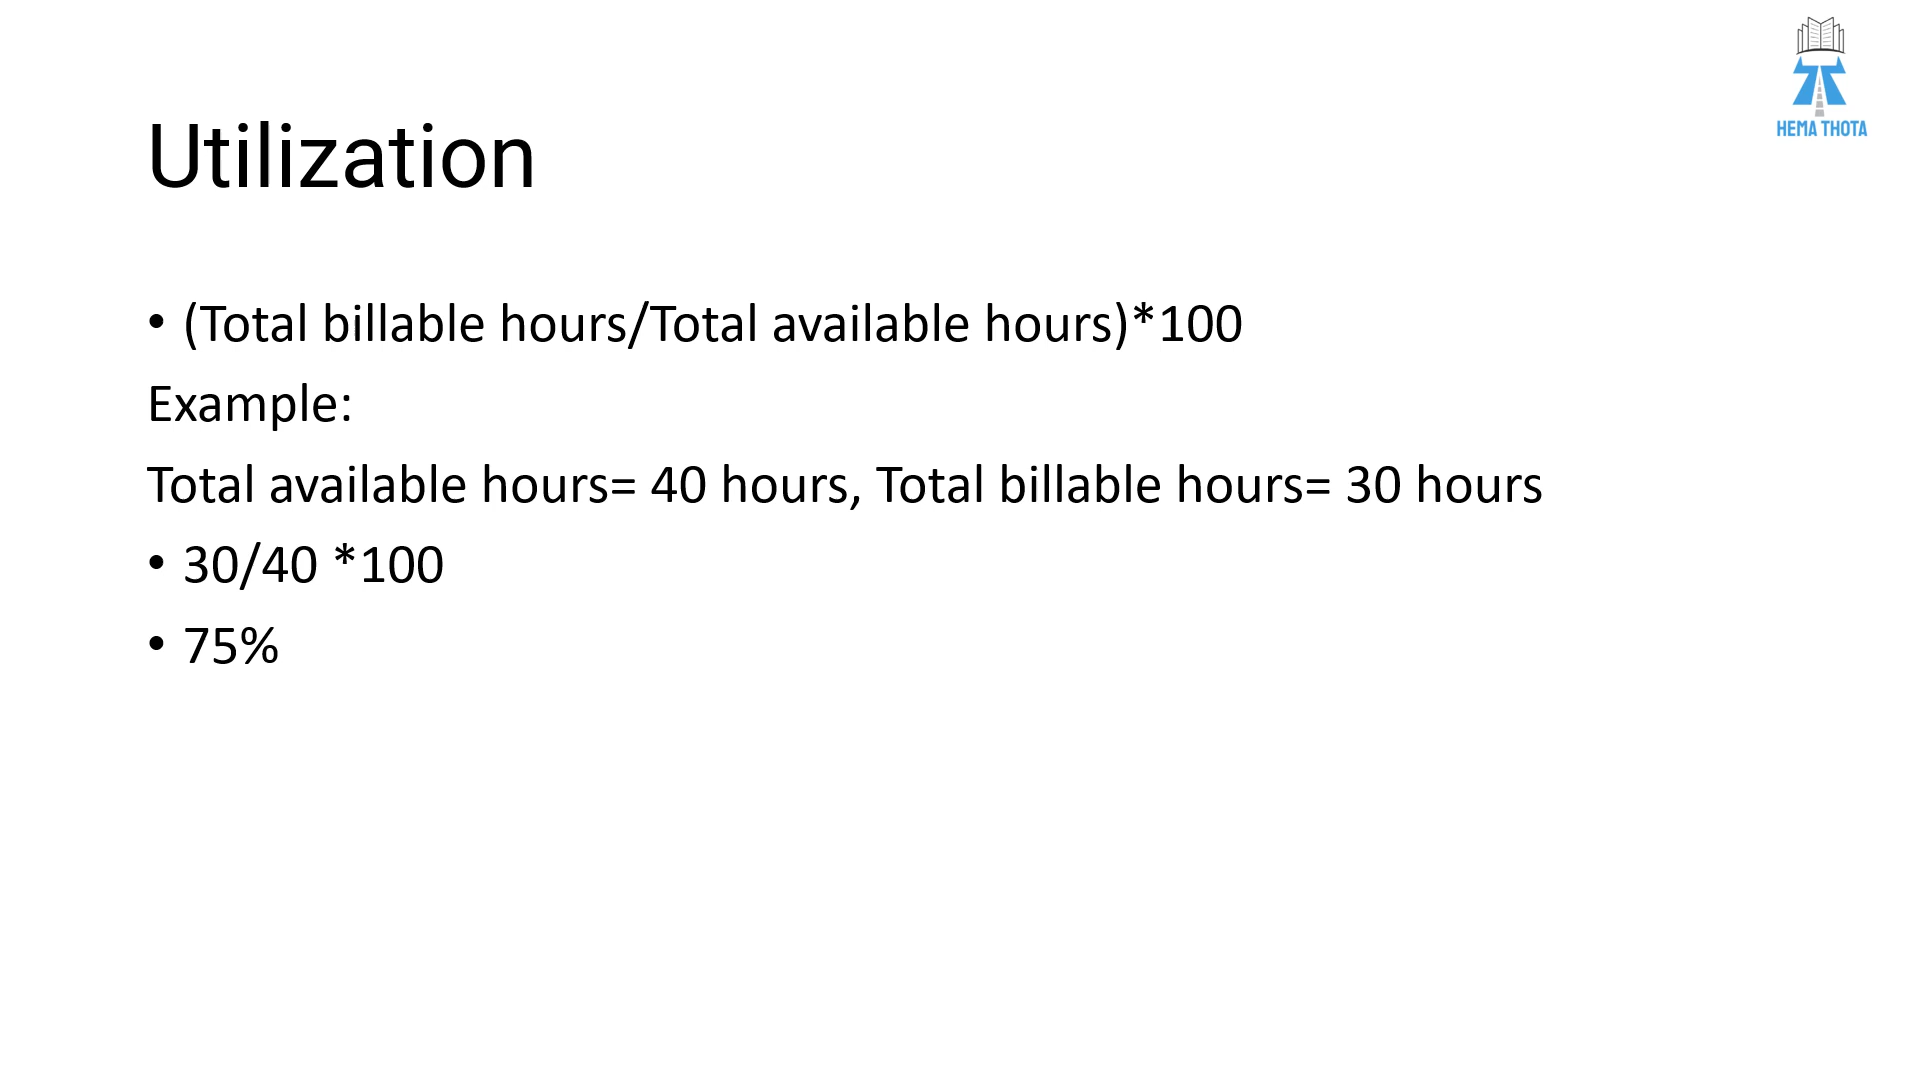 HEMA THOTA
Utilization
• (Total billable hours/Total available hours)*100
Example:
Total available hours= 40 hours, Total billable hours= 30 hours
• 30/40 *100
• 75%